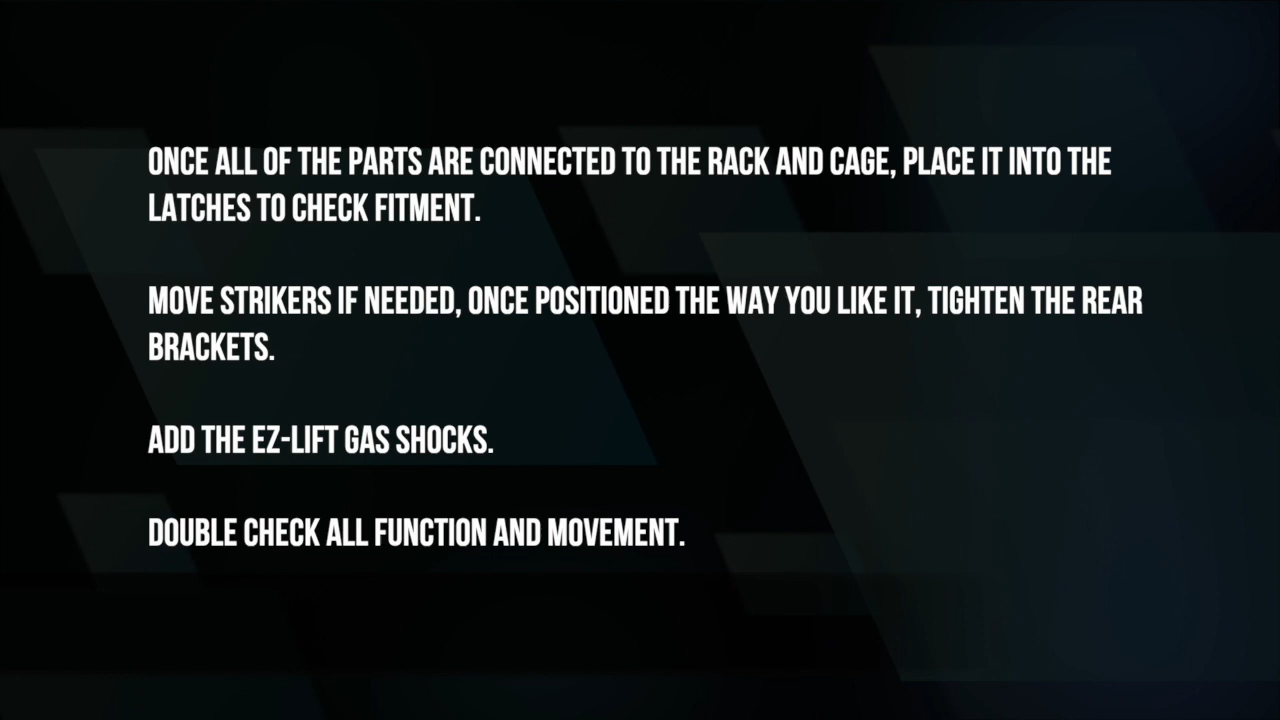 ONCE ALL OF THE PARTS ARE CONNECTED TO THE RACK AND CAGE, PLACE IT INTO THE
LATCHES TO CHECK FITMENT.
MOVE STRIKERS IF NEEDED, ONCE POSITIONED THE WAY YOU LIKE IT, TIGHTEN THE REAR
BRACKETS.
ADD THE EZ-LIFT GAS SHOCKS.
DOUBLE CHECK ALL FUNCTION AND MOVEMENT.